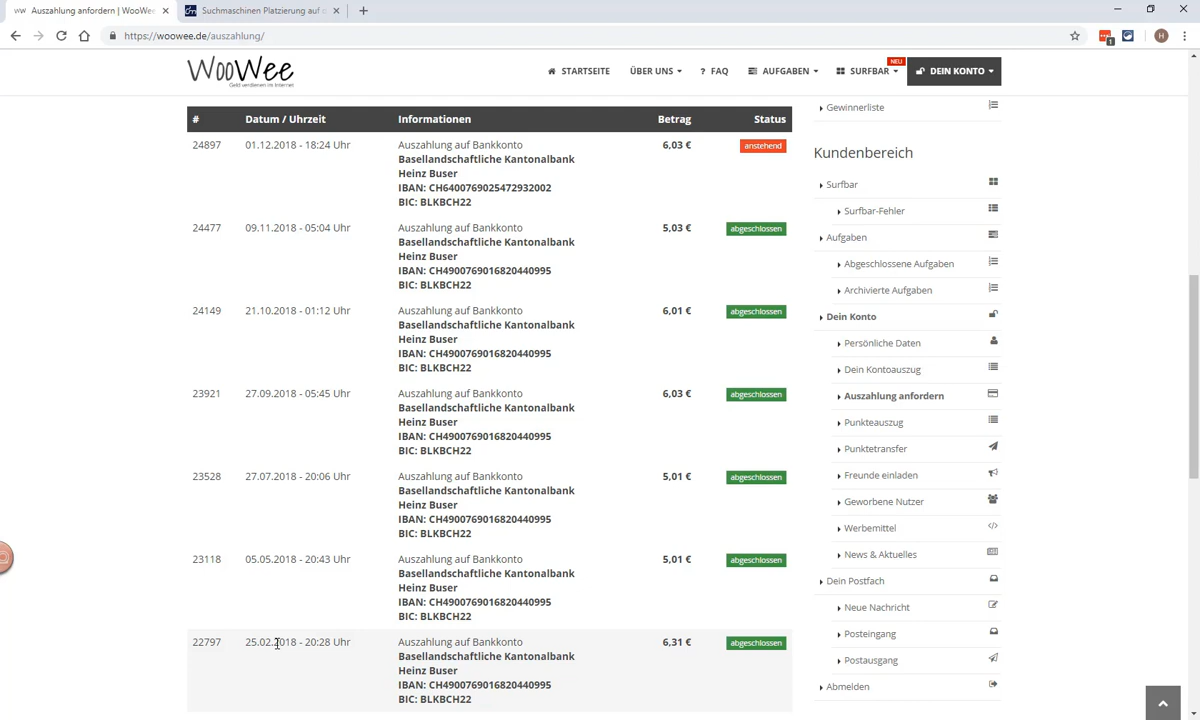 Auszahlung anfordern | WooWee
Suchmaschinen Platzierung auf d
https://woowee.de/auszahlung/
1
H
WooWee
Geld verdienen im Internet
STARTSEITE
ÜBER UNS
? FAQ
AUFGABEN
NEU
SURFBAR
DEIN KONTO
# Datum / Uhrzeit Informationen Betrag Status
24897 01.12.2018 - 18:24 Uhr Auszahlung auf Bankkonto 6,03 € anstehend
Basellandschaftliche Kantonalbank
Heinz Buser
IBAN: CH6400769025472932002
BIC: BLKBCH22
24477 09.11.2018 - 05:04 Uhr Auszahlung auf Bankkonto 5,03 € abgeschlossen
Basellandschaftliche Kantonalbank
Heinz Buser
IBAN: CH4900769016820440995
BIC: BLKBCH22
24149 21.10.2018 - 01:12 Uhr Auszahlung auf Bankkonto 6,01 € abgeschlossen
Basellandschaftliche Kantonalbank
Heinz Buser
IBAN: CH4900769016820440995
BIC: BLKBCH22
23921 27.09.2018 - 05:45 Uhr Auszahlung auf Bankkonto 6,03 € abgeschlossen
Basellandschaftliche Kantonalbank
Heinz Buser
IBAN: CH4900769016820440995
BIC: BLKBCH22
23528 27.07.2018 - 20:06 Uhr Auszahlung auf Bankkonto 5,01 € abgeschlossen
Basellandschaftliche Kantonalbank
Heinz Buser
IBAN: CH4900769016820440995
BIC: BLKBCH22
23118 05.05.2018 - 20:43 Uhr Auszahlung auf Bankkonto 5,01 € abgeschlossen
Basellandschaftliche Kantonalbank
Heinz Buser
IBAN: CH4900769016820440995
BIC: BLKBCH22
22797 25.02.2018 - 20:28 Uhr Auszahlung auf Bankkonto 6,31 € abgeschlossen
Basellandschaftliche Kantonalbank
Heinz Buser
IBAN: CH4900769016820440995
BIC: BLKBCH22
Gewinnerliste
Kundenbereich
Surfbar
Surfbar-Fehler
Aufgaben
Abgeschlossene Aufgaben
Archivierte Aufgaben
Dein Konto
Persönliche Daten
Dein Kontoauszug
Auszahlung anfordern
Punkteauszug
Punktetransfer
Freunde einladen
Geworbene Nutzer
Werbemittel
News & Aktuelles
Dein Postfach
Neue Nachricht
Posteingang
Postausgang
Abmelden